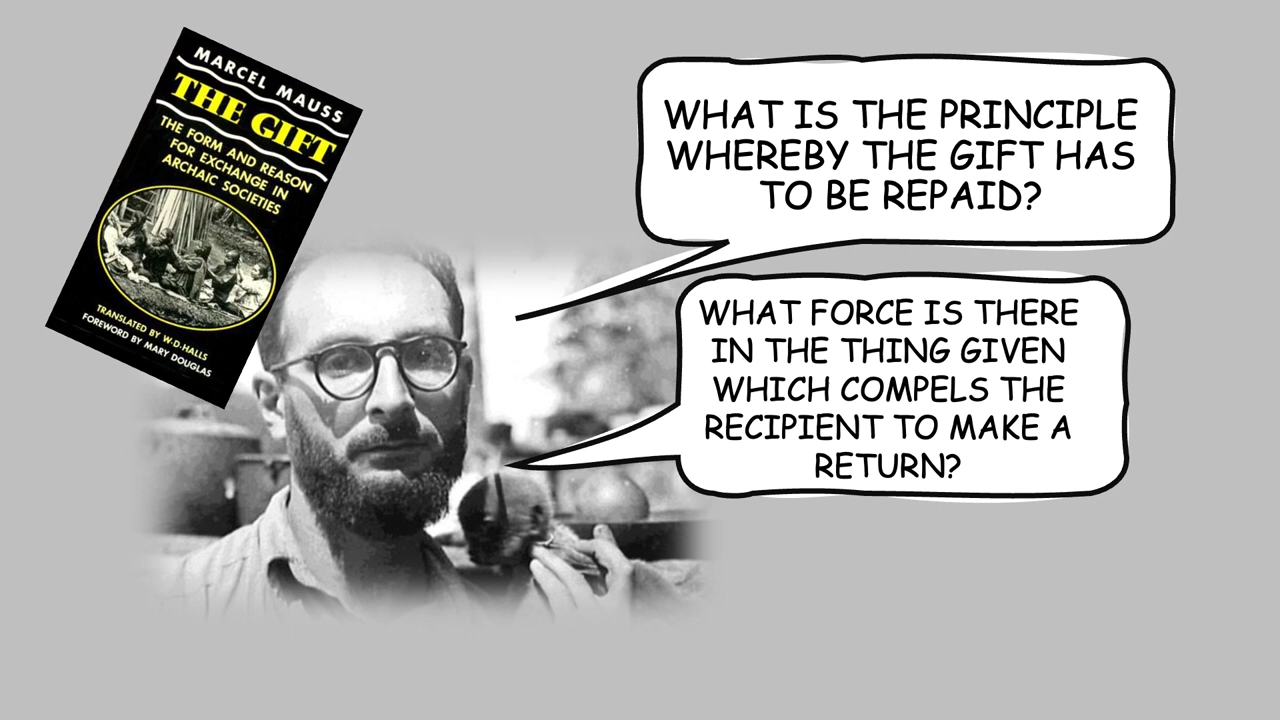 MARCEL MAUSS
THE GIFT
THE FORM AND REASON
FOR EXCHANGE IN
ARCHAIC SOCIETIES
TRANSLATED BY W.D.HALLS
FOREWORD BY MARY DOUGLAS
WHAT IS THE PRINCIPLE
WHEREBY THE GIFT HAS
TO BE REPAID?
WHAT FORCE IS THERE
IN THE THING GIVEN
WHICH COMPELS THE
RECIPIENT TO MAKE A
RETURN?